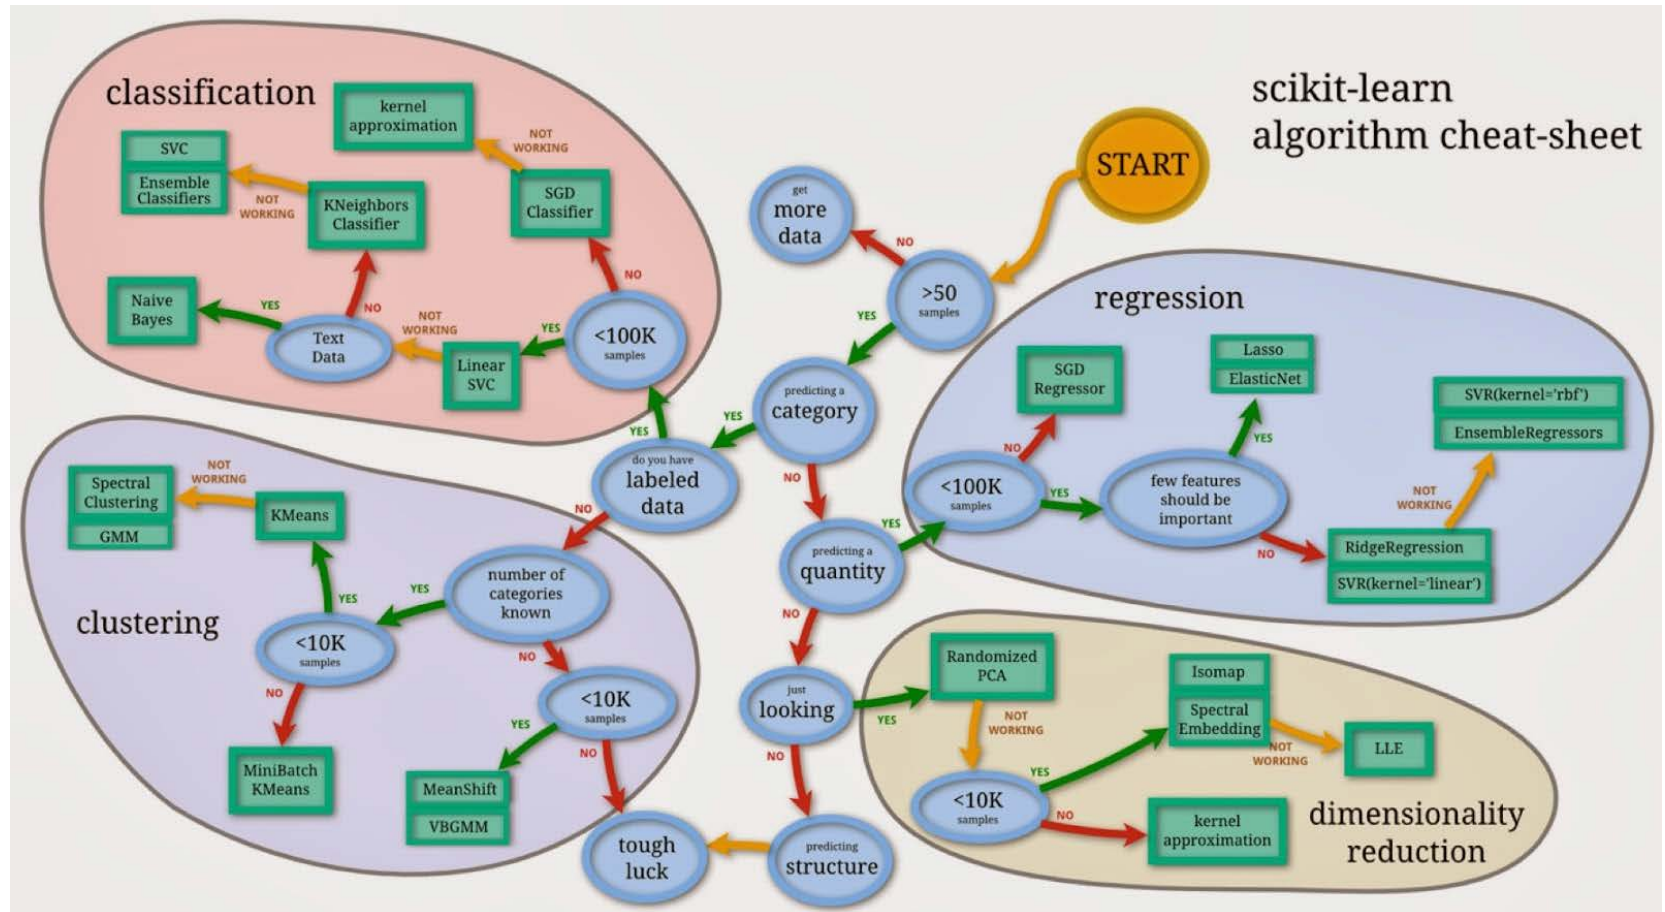 scikit-learn
algorithm cheat-sheet
START
>50
samples
NO
get
more
data
YES
predicting a
category
YES
do you have
labeled
data
NO
predicting a
quantity
YES
NO
just
looking
YES
NO
predicting
structure
tough
luck
classification
YES
<100K
samples
NO
SGD
Classifier
NOT
WORKING
kernel
approximation
YES
Linear
SVC
NOT
WORKING
Text
Data
YES
Naive
Bayes
NO
KNeighbors
Classifier
NOT
WORKING
SVC
Ensemble
Classifiers
clustering
NO
number of
categories
known
YES
<10K
samples
YES
KMeans
NOT
WORKING
Spectral
Clustering
GMM
NO
MiniBatch
KMeans
NO
<10K
samples
YES
MeanShift
VBGMM
NO
regression
<100K
samples
NO
SGD
Regressor
YES
few features
should be
important
YES
Lasso
ElasticNet
NO
RidgeRegression
SVR(kernel='linear')
NOT
WORKING
SVR(kernel='rbf')
EnsembleRegressors
dimensionality
reduction
Randomized
PCA
NOT
WORKING
<10K
samples
YES
Isomap
Spectral
Embedding
NOT
WORKING
LLE
NO
kernel
approximation